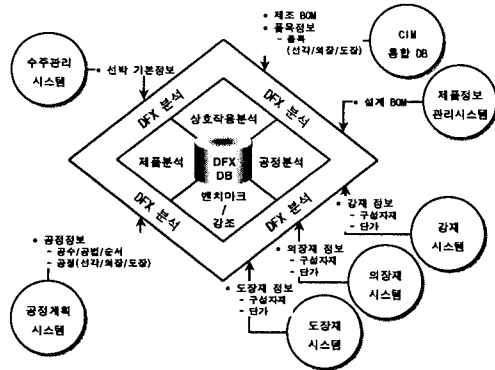 수주관리
시스템
• 선박 기본정보
• 제조 BOM
• 품목정보
- 블록
(선각/의장/도장)
CIM
통합 DB
DFX 분석
DFX 분석
상호작용분석
제품분석
DFX
DB
공정분석
벤치마크
/
강조
DFX 분석
DFX 분석
• 설계 BOM
제품정보
관리시스템
• 강재 정보
- 구성자재
- 단가
강재
시스템
• 의장재 정보
- 구성자재
- 단가
의장재
시스템
• 도장재 정보
- 구성자재
- 단가
도장재
시스템
• 공정정보
- 공수/공법/순서
- 공정(선각/의장/도장)
공정계획
시스템